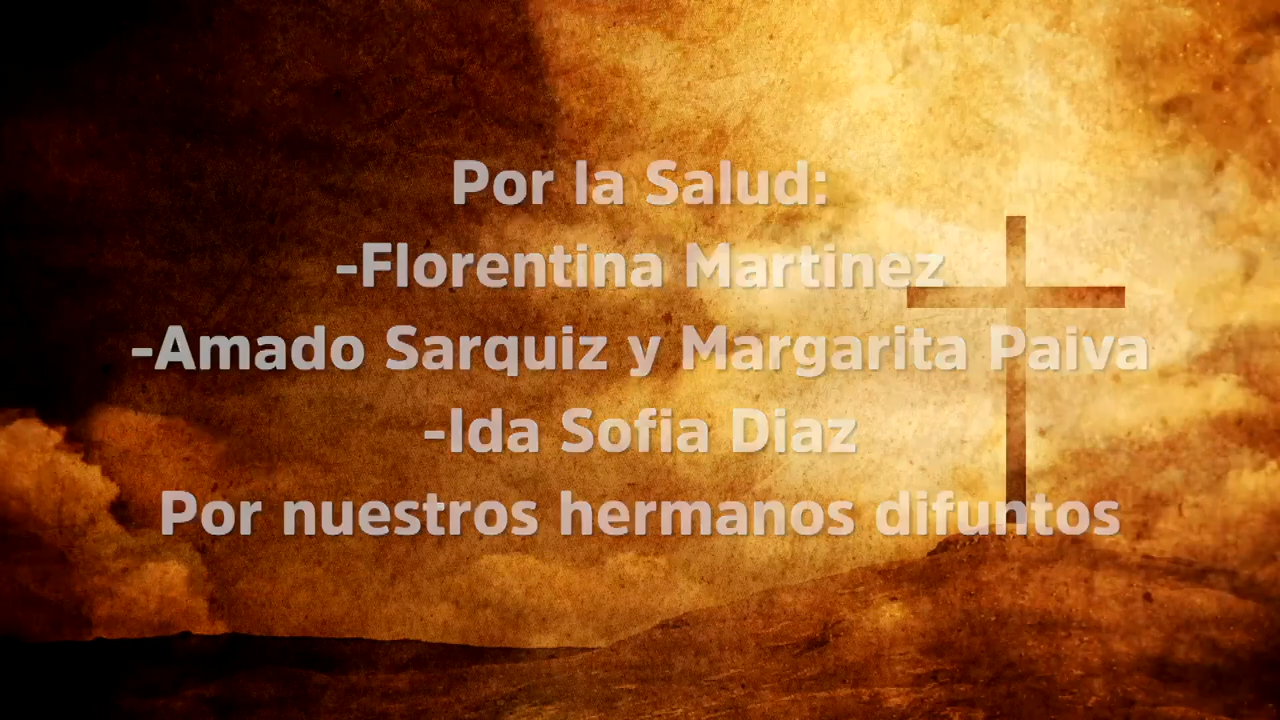 Por la Salud:
-Florentina Martinez
-Amado Sarquiz y Margarita Paiva
-Ida Sofia Diaz
Por nuestros hermanos difuntos